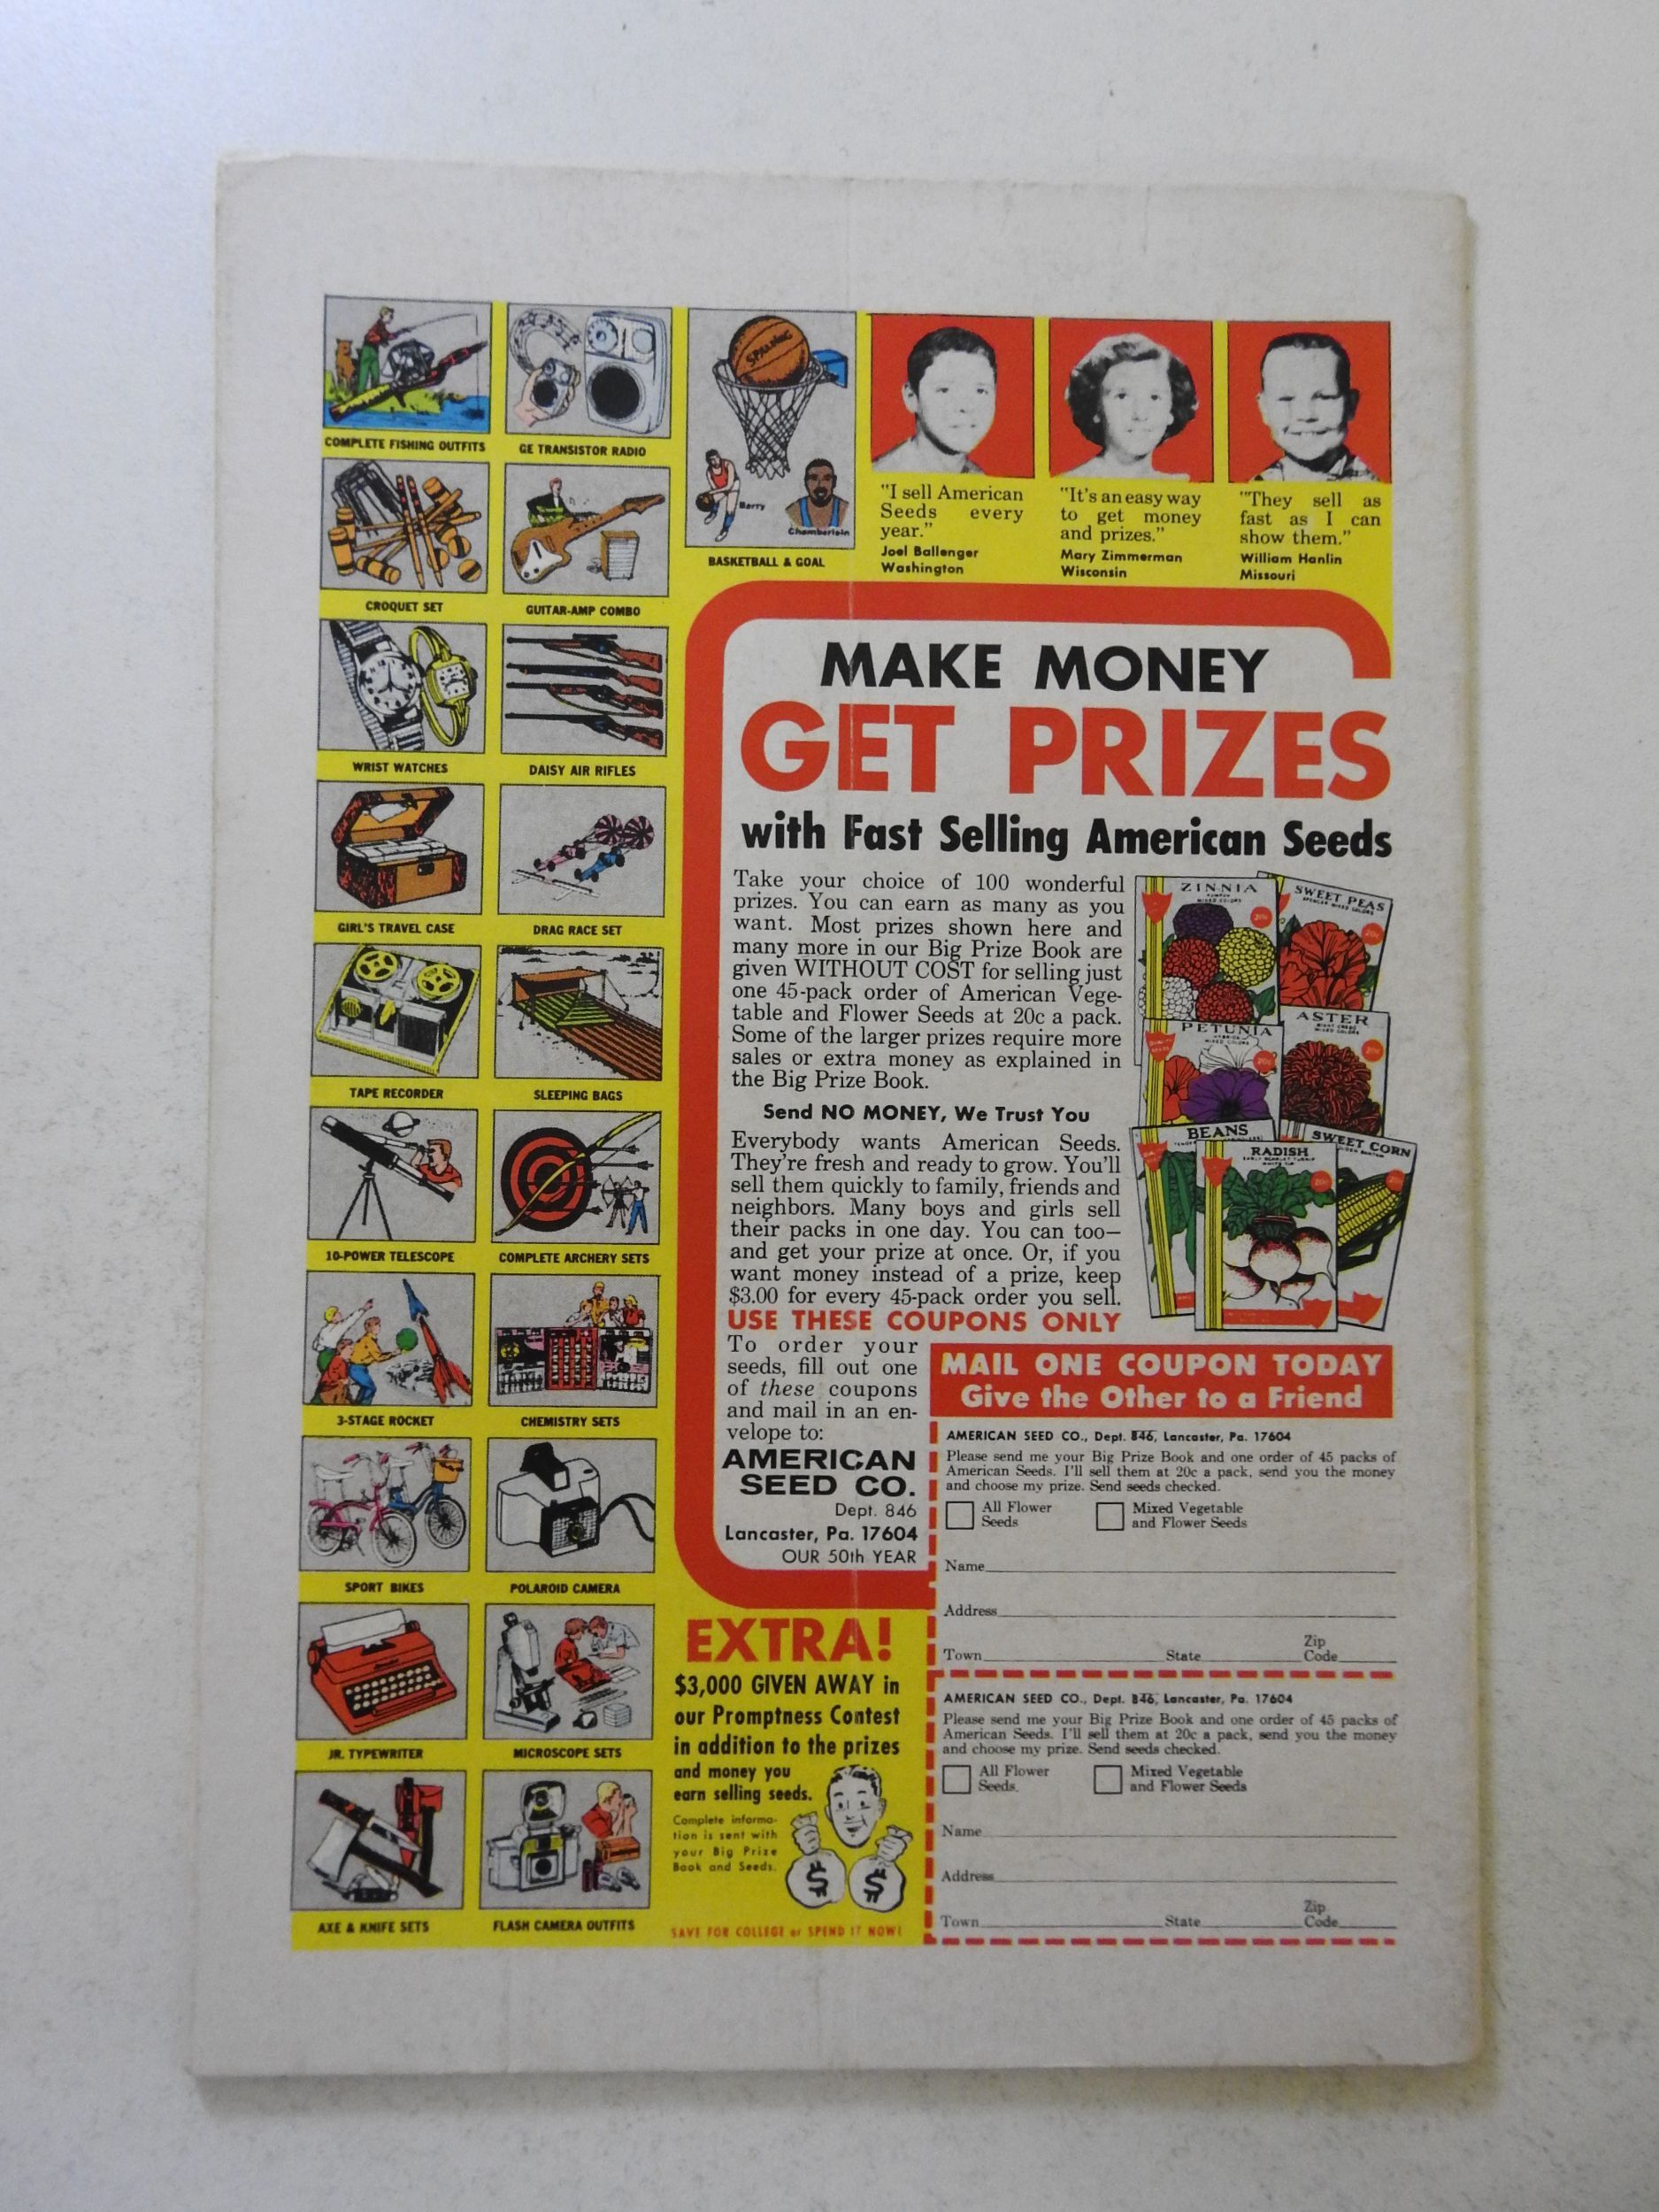 COMPLETE FISHING OUTFITS
GE TRANSISTOR RADIO
SPALDING
Barry
Chamberlain
BASKETBALL & GOAL
"I sell American
Seeds every
year."
Joel Ballenger
Washington
"It's an easy way
to get money
and prizes."
Mary Zimmerman
Wisconsin
"They sell as
fast as I can
show them."
William Hanlin
Missouri
CROQUET SET
GUITAR-AMP COMBO
WRIST WATCHES
DAISY AIR RIFLES
GIRL'S TRAVEL CASE
DRAG RACE SET
TAPE RECORDER
SLEEPING BAGS
10-POWER TELESCOPE
COMPLETE ARCHERY SETS
3-STAGE ROCKET
CHEMISTRY SETS
SPORT BIKES
POLAROID CAMERA
JR. TYPEWRITER
MICROSCOPE SETS
AXE & KNIFE SETS
FLASH CAMERA OUTFITS
MAKE MONEY
GET PRIZES
with Fast Selling American Seeds
Take your choice of 100 wonderful
prizes. You can earn as many as you
want. Most prizes shown here and
many more in our Big Prize Book are
given WITHOUT COST for selling just
one 45-pack order of American Vege-
table and Flower Seeds at 20c a pack.
Some of the larger prizes require more
sales or extra money as explained in
the Big Prize Book.
Send NO MONEY, We Trust You
Everybody wants American Seeds.
They're fresh and ready to grow. You'll
sell them quickly to family, friends and
neighbors. Many boys and girls sell
their packs in one day. You can too—
and get your prize at once. Or, if you
want money instead of a prize, keep
$3.00 for every 45-pack order you sell.
USE THESE COUPONS ONLY
To order your
seeds, fill out one
of these coupons
and mail in an en-
velope to:
AMERICAN
SEED CO.
Dept. 846
Lancaster, Pa. 17604
OUR 50th YEAR
ZINNIA
MIXED COLORS
20c
SWEET PEAS
SPENCER MIXED COLORS
20c
PETUNIA
MIXED COLORS
20c
ASTER
MIXED COLORS
20c
BEANS
RADISH
EARLY SCARLET TURNIP
WHITE TIP
20c
SWEET CORN
GOLDEN BANTAM
20c
MAIL ONE COUPON TODAY
Give the Other to a Friend
AMERICAN SEED CO., Dept. 846, Lancaster, Pa. 17604
Please send me your Big Prize Book and one order of 45 packs of
American Seeds. I'll sell them at 20c a pack, send you the money
and choose my prize. Send seeds checked.
All Flower
Seeds
Mixed Vegetable
and Flower Seeds
Name
Address
Town State Zip
Code
AMERICAN SEED CO., Dept. 846, Lancaster, Pa. 17604
Please send me your Big Prize Book and one order of 45 packs of
American Seeds. I'll sell them at 20c a pack, send you the money
and choose my prize. Send seeds checked.
All Flower
Seeds.
Mixed Vegetable
and Flower Seeds
Name
Address
Town State Zip
Code
EXTRA!
$3,000 GIVEN AWAY in
our Promptness Contest
in addition to the prizes
and money you
earn selling seeds.
Complete informa-
tion is sent with
your Big Prize
Book and Seeds.
$ $
SAVE FOR COLLEGE or SPEND IT NOW!